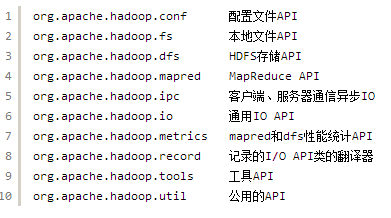 1 org.apache.hadoop.conf 配置文件API
2 org.apache.hadoop.fs 本地文件API
3 org.apache.hadoop.dfs HDFS存储API
4 org.apache.hadoop.mapred MapReduce API
5 org.apache.hadoop.ipc 客户端、服务器通信异步IO
6 org.apache.hadoop.io 通用IO API
7 org.apache.hadoop.metrics mapred和dfs性能统计API
8 org.apache.hadoop.record 记录的I/O API类的翻译器
9 org.apache.hadoop.tools 工具API
10 org.apache.hadoop.util 公用的API